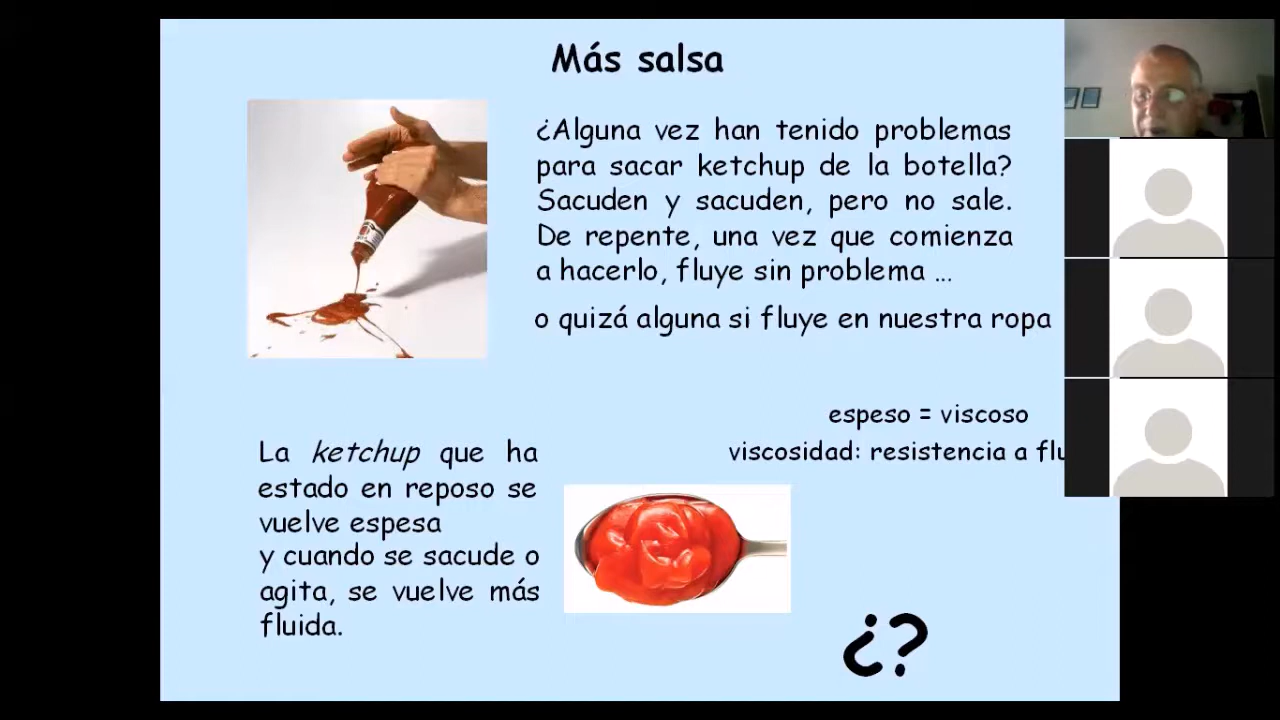 Más salsa
¿Alguna vez han tenido problemas
para sacar ketchup de la botella?
Sacuden y sacuden, pero no sale.
De repente, una vez que comienza
a hacerlo, fluye sin problema ...
o quizá alguna si fluye en nuestra ropa
espeso = viscoso
viscosidad: resistencia a
La ketchup que ha
estado en reposo se
vuelve espesa
y cuando se sacude o
agita, se vuelve más
fluida.
¿?